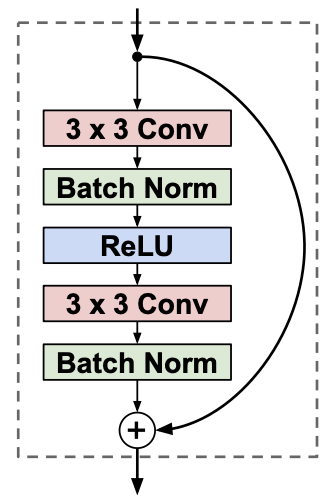 3 x 3 Conv
Batch Norm
ReLU
3 x 3 Conv
Batch Norm
+